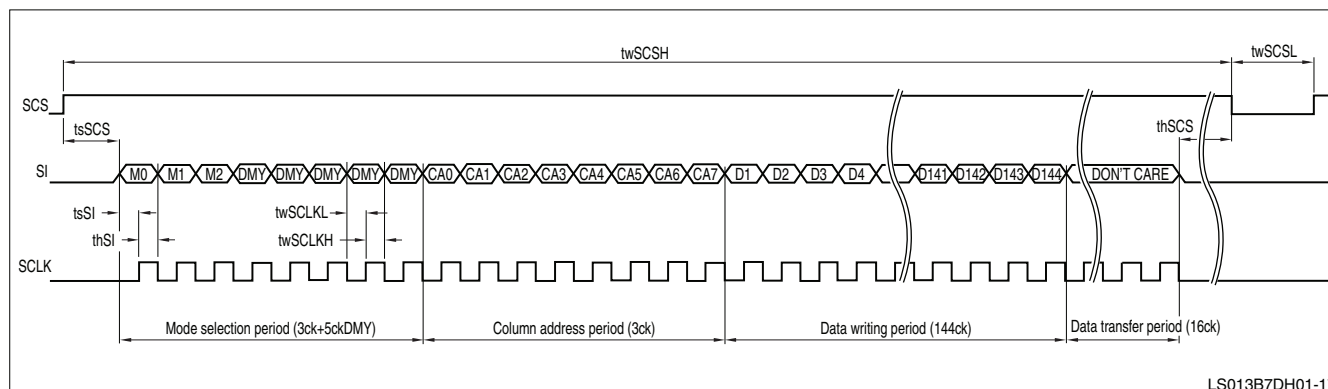 twSCSH
twSCSL
SCS
tsSCS
thSCS
SI
M0 M1 M2 DMY DMY DMY DMY DMY CA0 CA1 CA2 CA3 CA4 CA5 CA6 CA7 D1 D2 D3 D4 D141 D142 D143 D144 DON'T CARE
tsSI
twSCLKL
thSI
twSCLKH
SCLK
Mode selection period (3ck+5ckDMY)
Column address period (3ck)
Data writing period (144ck)
Data transfer period (16ck)
LS013B7DH01-1